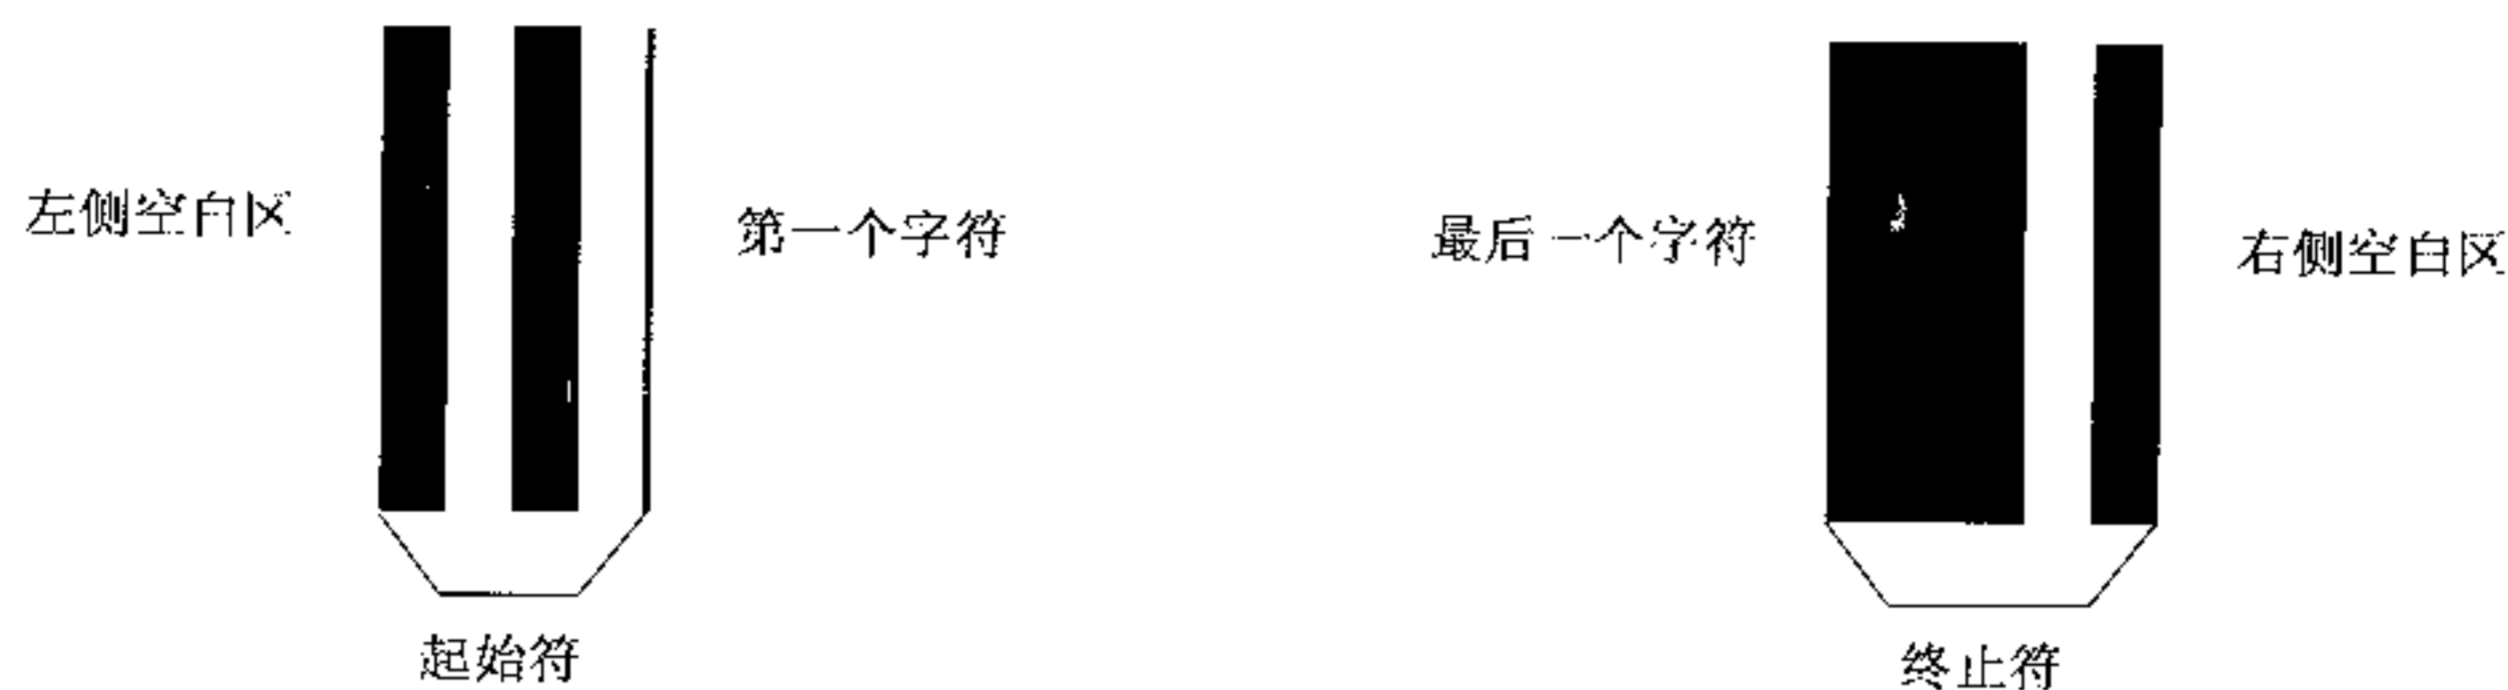 左侧空白区
第一个字符
最后一个字符
右侧空白区
起始符
终止符